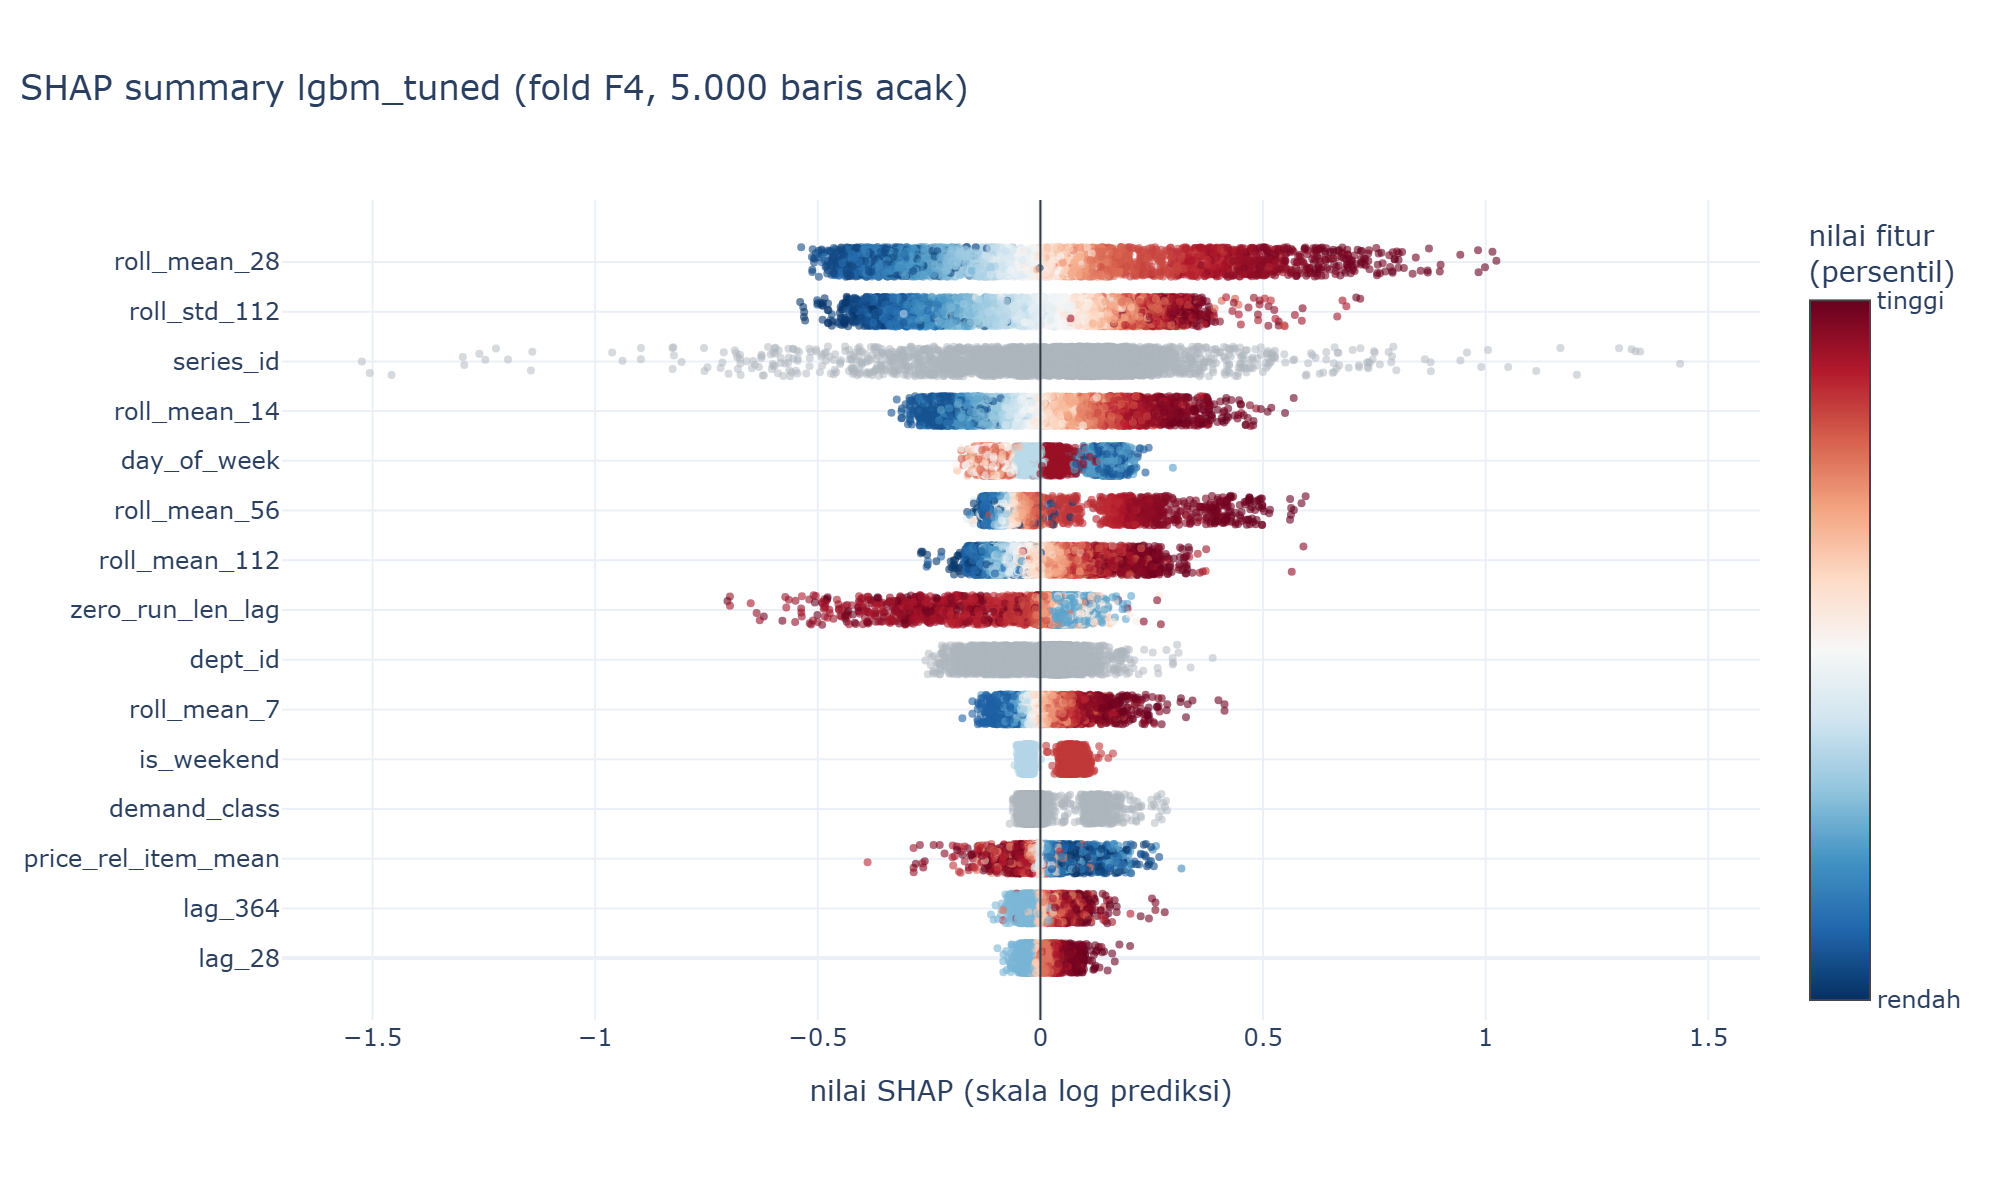 SHAP summary lgbm_tuned (fold F4, 5.000 baris acak)
nilai fitur
(persentil)
tinggi
rendah
roll_mean_28
roll_std_112
series_id
roll_mean_14
day_of_week
roll_mean_56
roll_mean_112
zero_run_len_lag
dept_id
roll_mean_7
is_weekend
demand_class
price_rel_item_mean
lag_364
lag_28
−1.5 −1 −0.5 0 0.5 1 1.5
nilai SHAP (skala log prediksi)